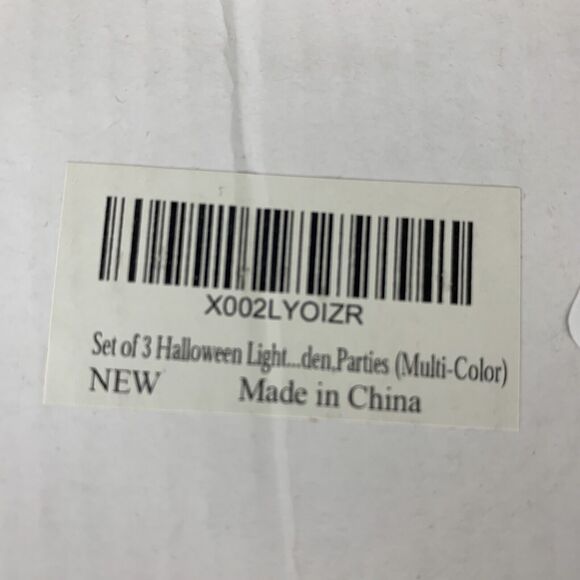 X002LYOIZR
Set of 3 Halloween Light...den,Parties (Multi-Color)
NEW Made in China